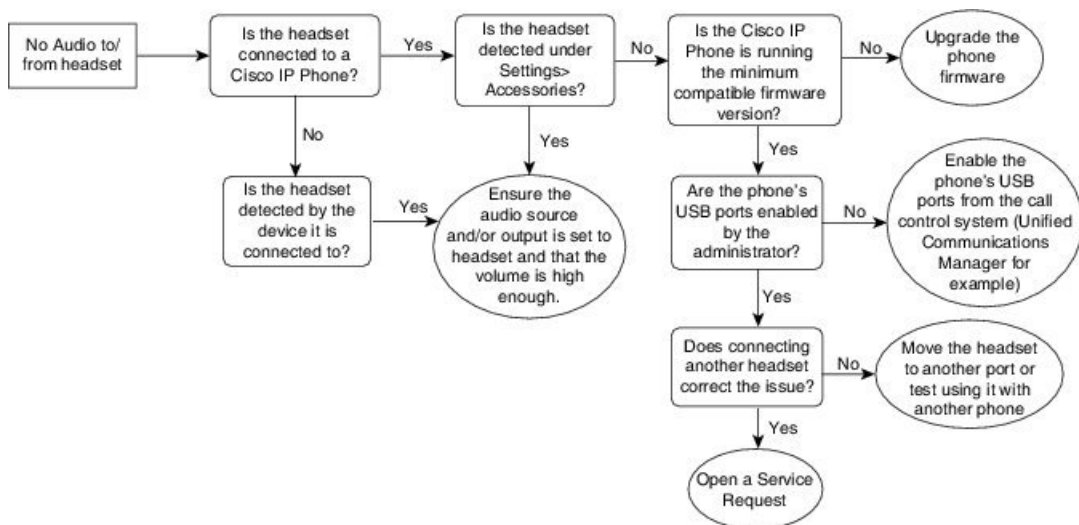 No Audio to/
from headset
Is the headset
connected to a
Cisco IP Phone?
Yes
Is the headset
detected under
Settings>
Accessories?
No
Is the Cisco IP
Phone is running
the minimum
compatible firmware
version?
No
Upgrade the
phone
firmware
No
Yes
Yes
Is the headset
detected by the
device it is
connected to?
Yes
Ensure the
audio source
and/or output is set to
headset and that the
volume is high
enough.
Are the phone's
USB ports enabled
by the
administrator?
No
Enable the
phone's USB
ports from the call
control system (Unified
Communications
Manager for
example)
Yes
Does connecting
another headset
correct the issue?
No
Move the headset
to another port or
test using it with
another phone
Yes
Open a Service
Request